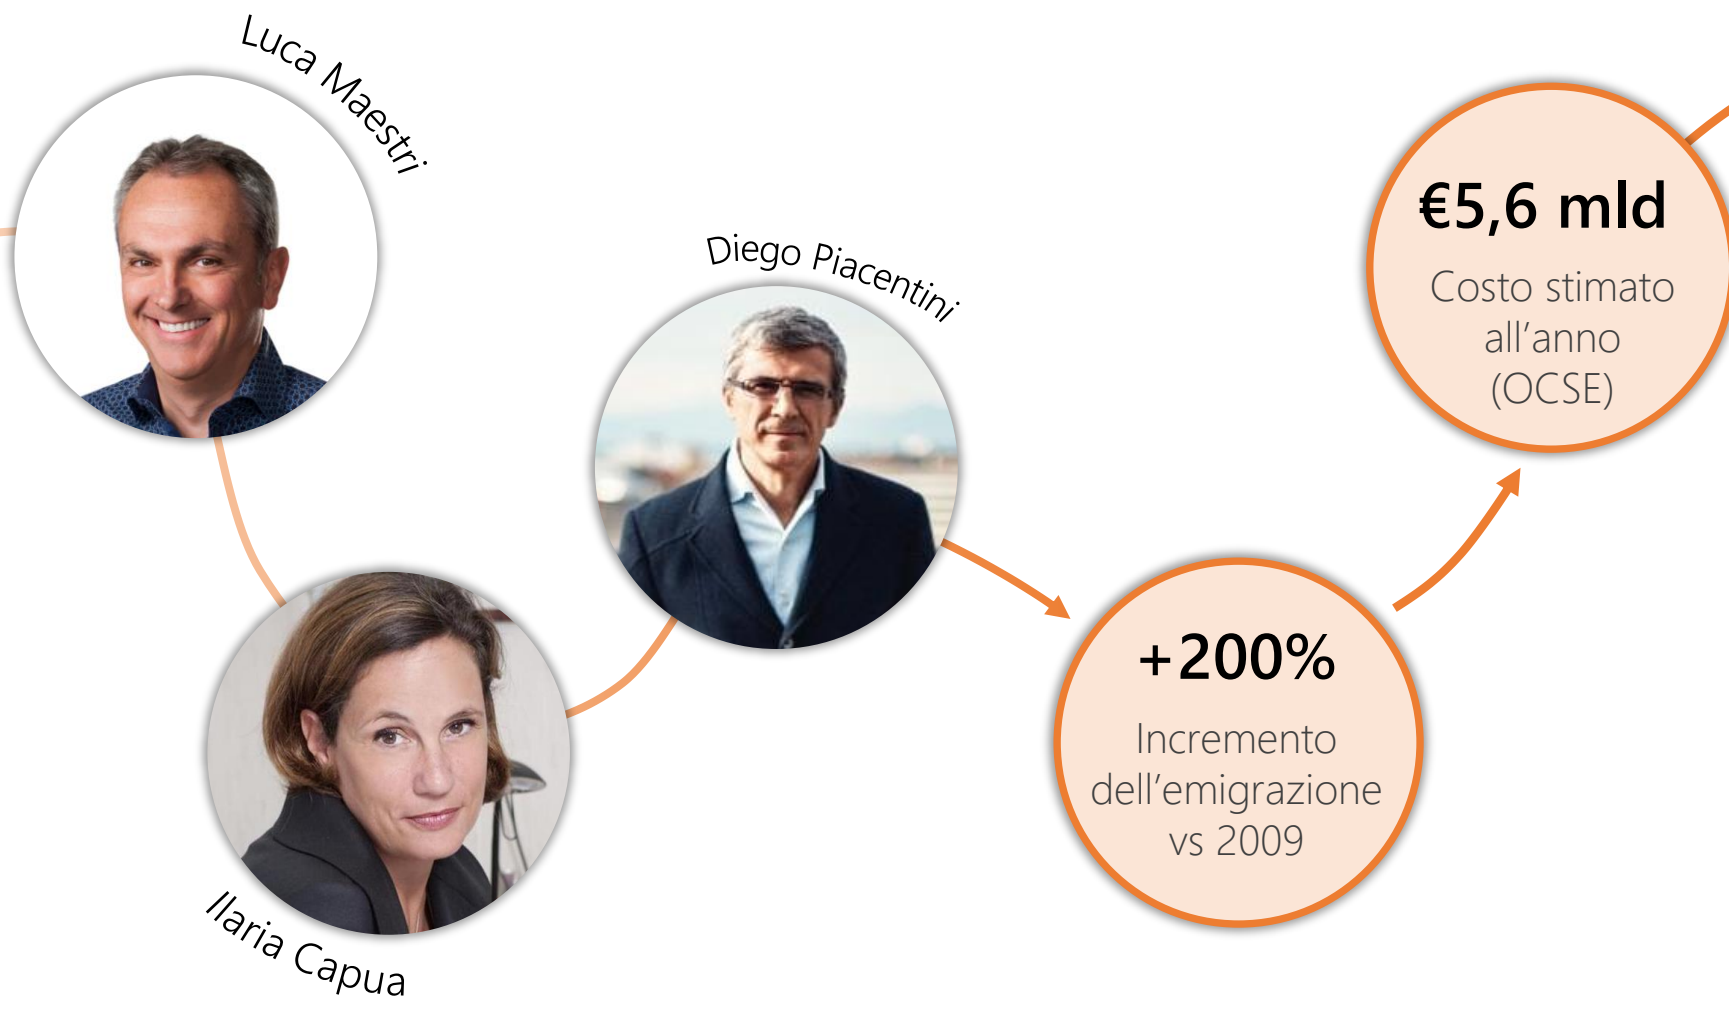 Luca Maestri
Diego Piacentini
Ilaria Capua
+200%
Incremento
dell’emigrazione
vs 2009
€5,6 mld
Costo stimato
all’anno
(OCSE)